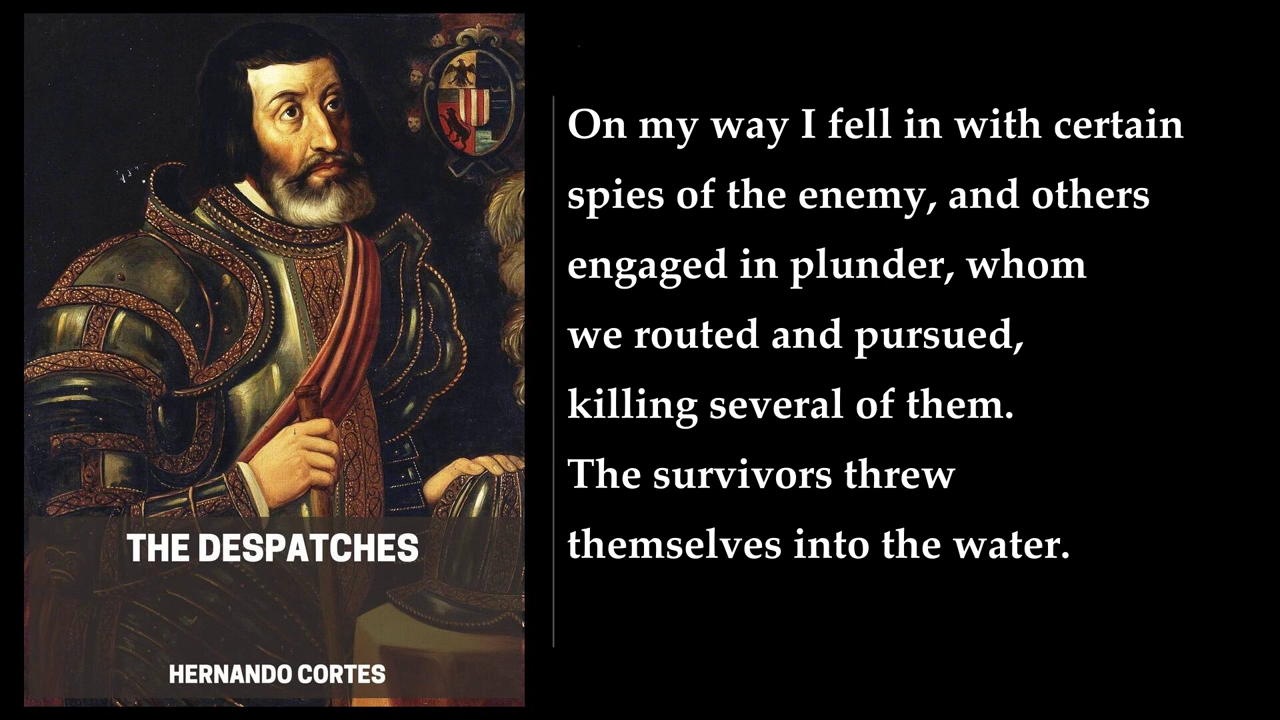 THE DESPATCHES
HERNANDO CORTES
On my way I fell in with certain
spies of the enemy, and others
engaged in plunder, whom
we routed and pursued,
killing several of them.
The survivors threw
themselves into the water.